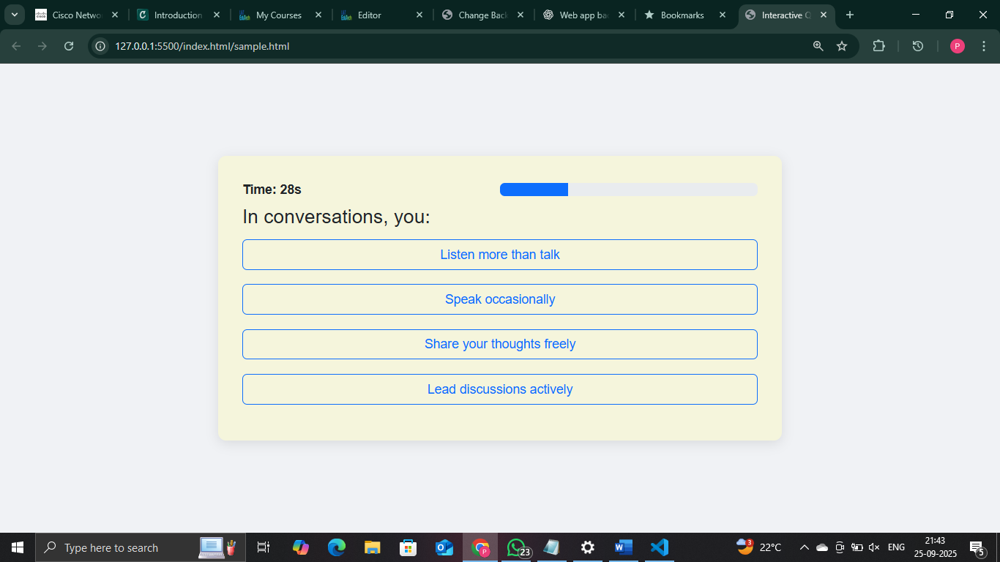 Cisco Netwo
Introduction
My Courses
Editor
Change Back
Web app ba
Bookmarks
Interactive Q
127.0.0.1:5500/index.html/sample.html
P
Time: 28s
In conversations, you:
Listen more than talk
Speak occasionally
Share your thoughts freely
Lead discussions actively
Type here to search
23
3
22°C
ENG
21:43
25-09-2025
5